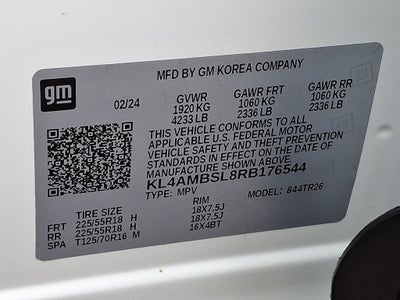 MFD BY GM KOREA COMPANY
gm
02/24
GVWR GAWR FRT GAWR RR
1920 KG 1060 KG 1060 KG
4233 LB 2336 LB 2336 LB
THIS VEHICLE CONFORMS TO ALL
APPLICABLE U.S. FEDERAL MOTOR
VEHICLE SAFETY AND THEFT PREVENTION
STANDARDS IN EFFECT ON THE DATE OF
MANUFACTURE SHOWN ABOVE.
KL4AMBSL8RB176544
TYPE: MPV MODEL: 844TR26
TIRE SIZE RIM
FRT 225/55R18 H 18X7.5J
RR 225/55R18 H 18X7.5J
SPA T125/70R16 M 16X4BT